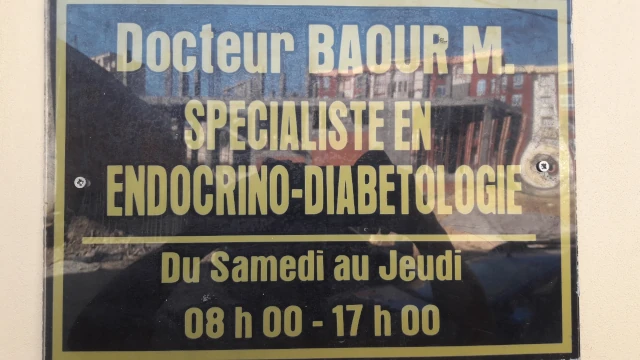 Docteur BAOUR M.
SPECIALISTE EN
ENDOCRINO-DIABETOLOGIE
Du Samedi au Jeudi
08 h 00 - 17 h 00